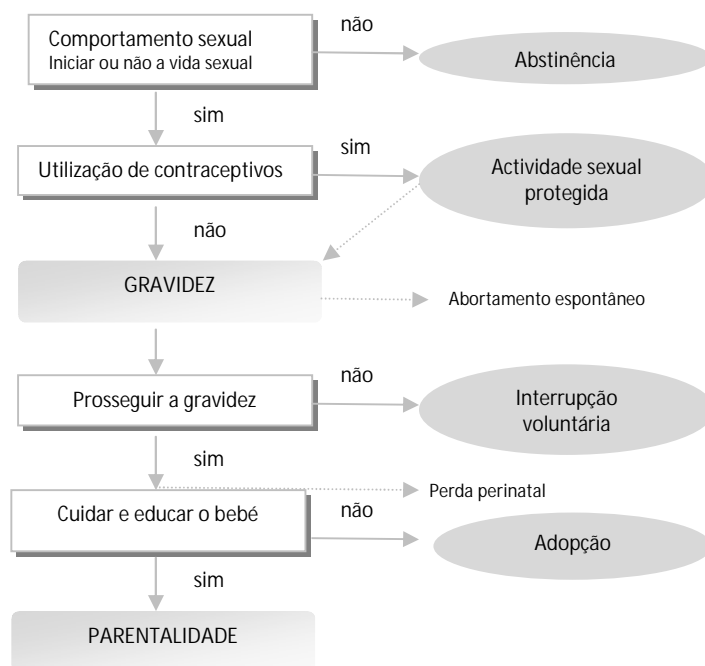 Comportamento sexual
Iniciar ou não a vida sexual
não
Abstinência
sim
Utilização de contraceptivos
sim
Actividade sexual
protegida
não
GRAVIDEZ
Abortamento espontâneo
Prosseguir a gravidez
não
Interrupção
voluntária
sim
Perda perinatal
Cuidar e educar o bebé
não
Adopção
sim
PARENTALIDADE